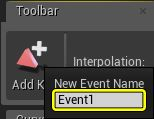 Toolbar
Interpolation:
Add K
New Event Name
Event1